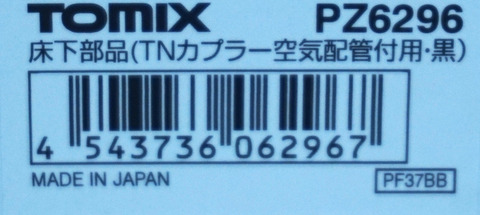 TOMIX PZ6296
床下部品(TNカプラー空気配管付用・黒)
4 543736 062967
MADE IN JAPAN PF37BB